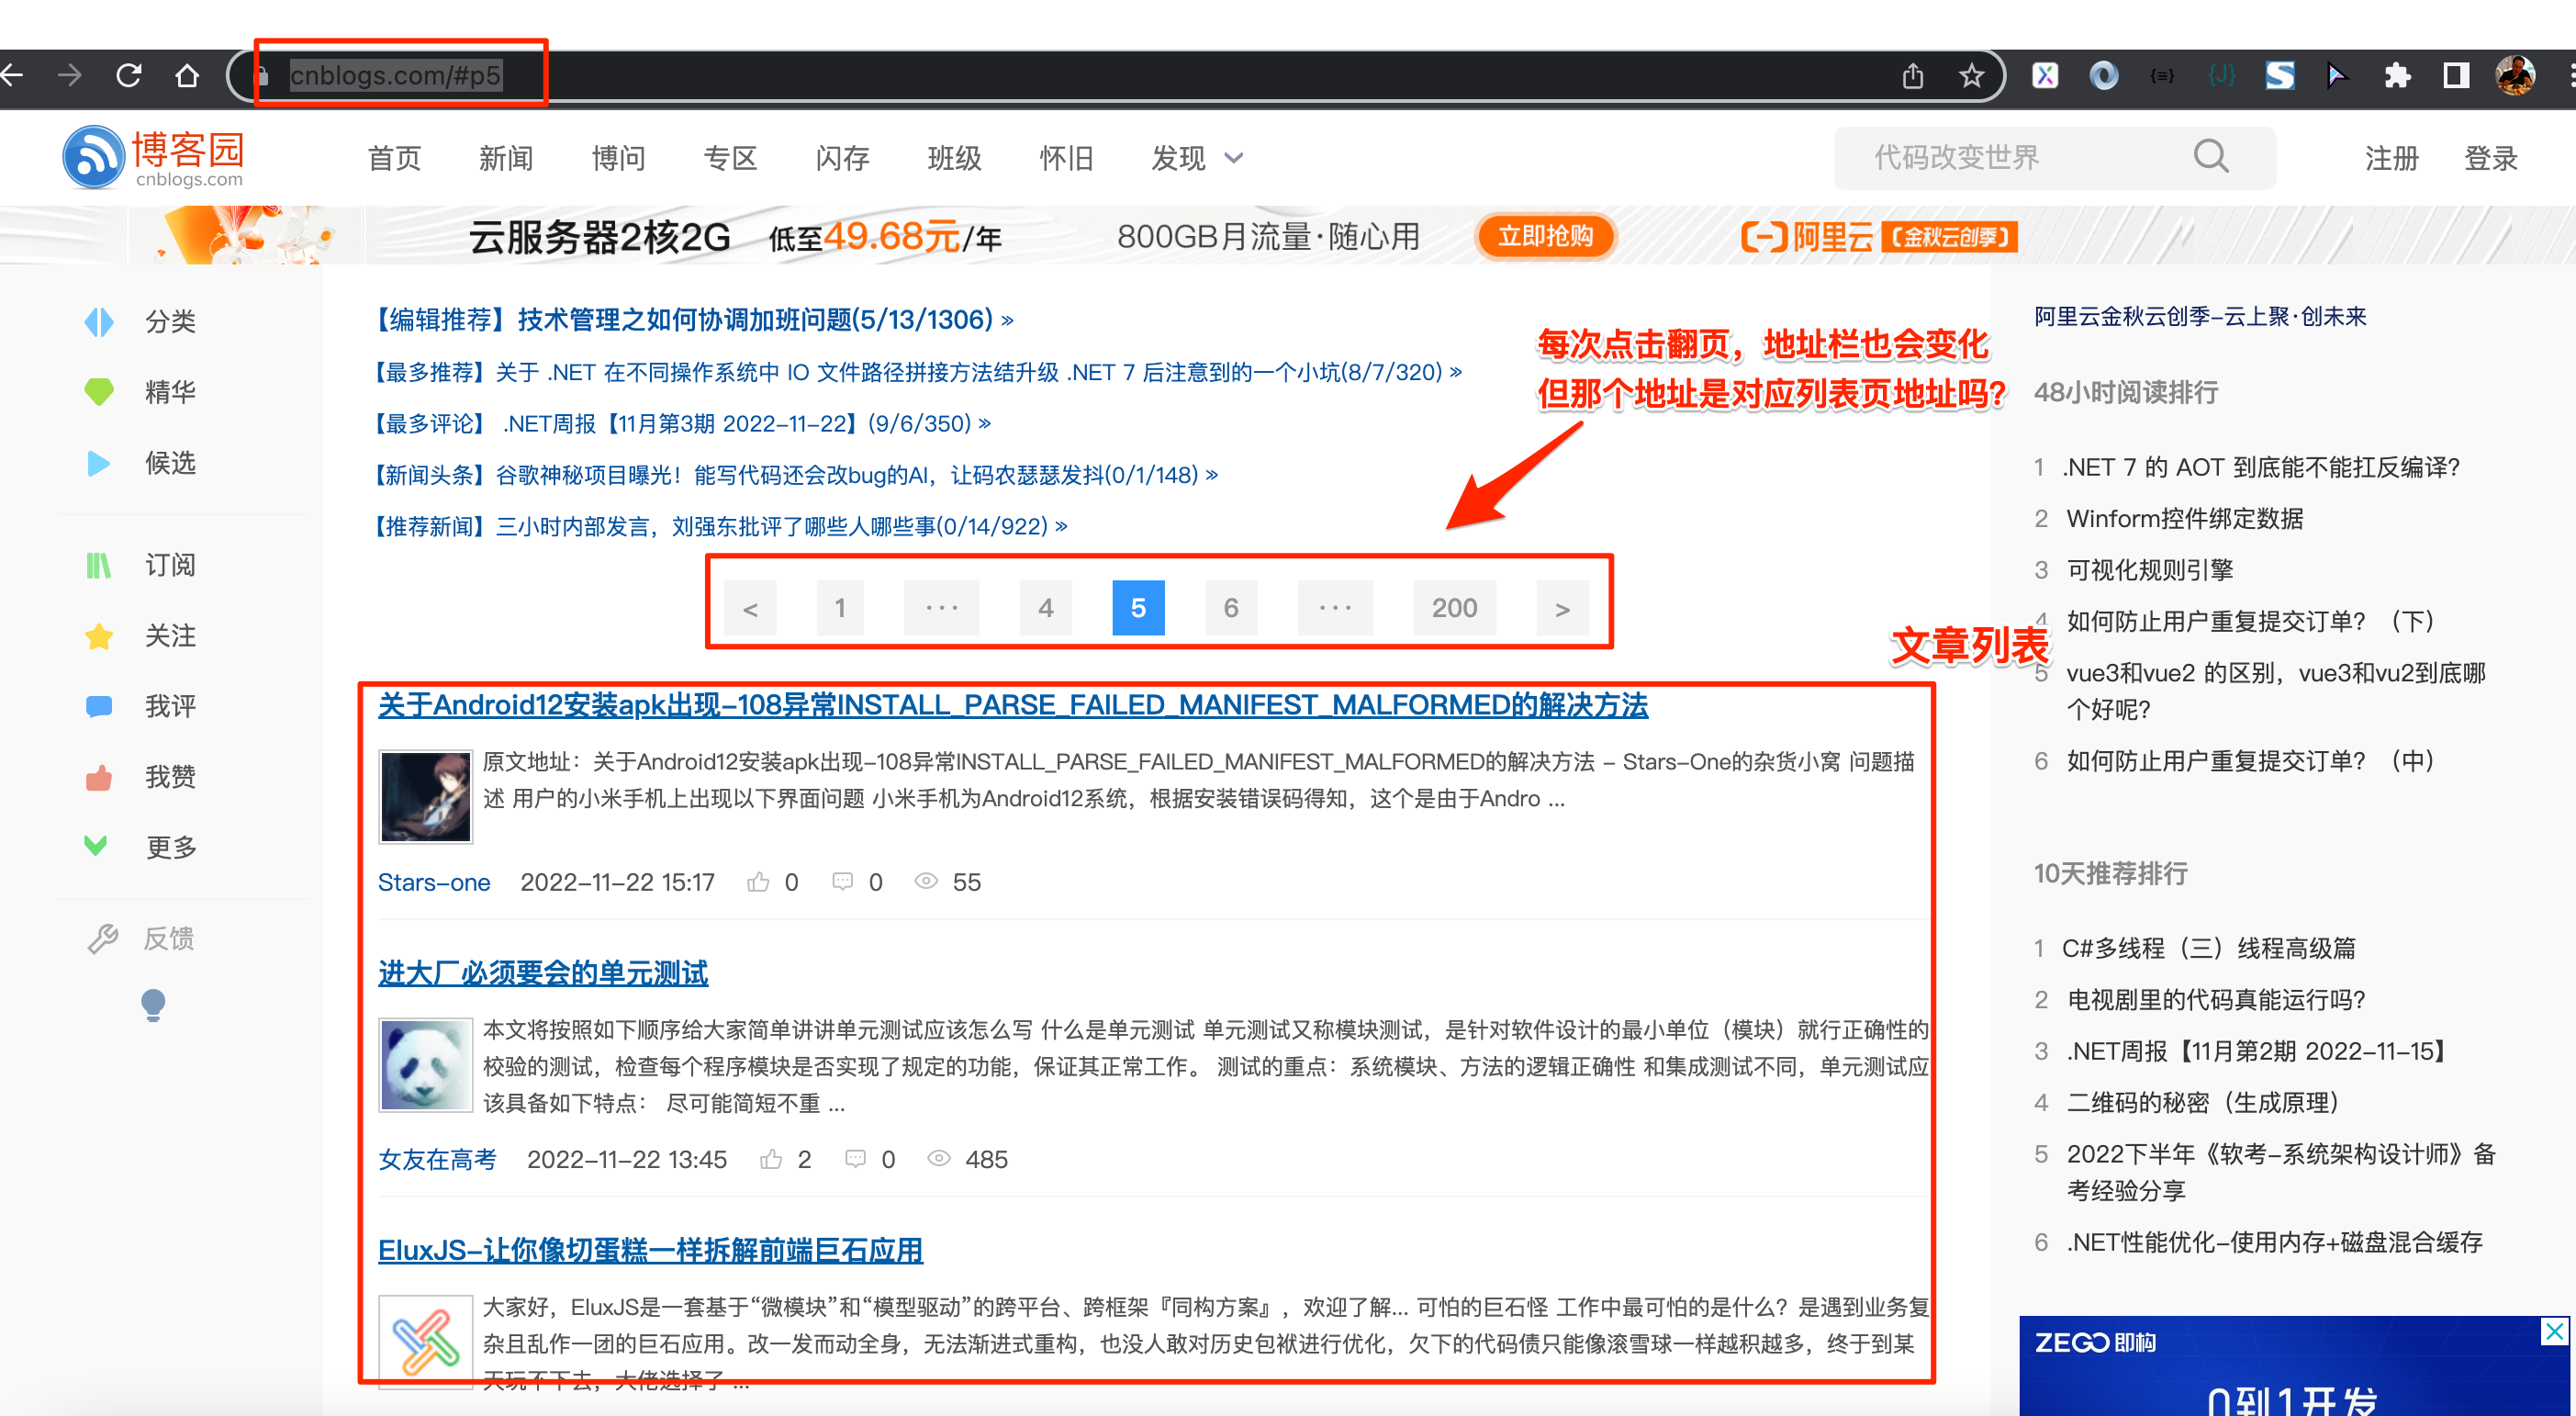 cnblogs.com/#p5
博客园
cnblogs.com
首页 新闻 博问 专区 闪存 班级 怀旧 发现
代码改变世界
注册 登录
云服务器2核2G 低至49.68元/年 800GB月流量·随心用 立即抢购 阿里云 【金秋云创季】
分类
精华
候选
订阅
关注
我评
我赞
更多
反馈
【编辑推荐】技术管理之如何协调加班问题(5/13/1306) »
【最多推荐】关于 .NET 在不同操作系统中 IO 文件路径拼接方法结升级 .NET 7 后注意到的一个小坑(8/7/320) »
【最多评论】 .NET周报【11月第3期 2022-11-22】(9/6/350) »
【新闻头条】谷歌神秘项目曝光！能写代码还会改bug的AI，让码农瑟瑟发抖(0/1/148) »
【推荐新闻】三小时内部发言，刘强东批评了哪些人哪些事(0/14/922) »
每次点击翻页，地址栏也会变化
但那个地址是对应列表页地址吗？
< 1 ··· 4 5 6 ··· 200 >
文章列表
关于Android12安装apk出现-108异常INSTALL_PARSE_FAILED_MANIFEST_MALFORMED的解决方法
原文地址：关于Android12安装apk出现-108异常INSTALL_PARSE_FAILED_MANIFEST_MALFORMED的解决方法 - Stars-One的杂货小窝 问题描
述 用户的小米手机上出现以下界面问题 小米手机为Android12系统，根据安装错误码得知，这个是由于Andro ...
Stars-one 2022-11-22 15:17 0 0 55
进大厂必须要会的单元测试
本文将按照如下顺序给大家简单讲讲单元测试应该怎么写 什么是单元测试 单元测试又称模块测试，是针对软件设计的最小单位（模块）就行正确性的
校验的测试，检查每个程序模块是否实现了规定的功能，保证其正常工作。 测试的重点：系统模块、方法的逻辑正确性 和集成测试不同，单元测试应
该具备如下特点： 尽可能简短不重 ...
女友在高考 2022-11-22 13:45 2 0 485
EluxJS-让你像切蛋糕一样拆解前端巨石应用
大家好，EluxJS是一套基于“微模块”和“模型驱动”的跨平台、跨框架『同构方案』，欢迎了解... 可怕的巨石怪 工作中最可怕的是什么？是遇到业务复
杂且乱作一团的巨石应用。改一发而动全身，无法渐进式重构，也没人敢对历史包袱进行优化，欠下的代码债只能像滚雪球一样越积越多，终于到某
天玩不下去，大佬选择了 ...
阿里云金秋云创季-云上聚·创未来
48小时阅读排行
1 .NET 7 的 AOT 到底能不能扛反编译？
2 Winform控件绑定数据
3 可视化规则引擎
4 如何防止用户重复提交订单？（下）
5 vue3和vue2 的区别，vue3和vu2到底哪
个好呢？
6 如何防止用户重复提交订单？（中）
10天推荐排行
1 C#多线程（三）线程高级篇
2 电视剧里的代码真能运行吗？
3 .NET周报【11月第2期 2022-11-15】
4 二维码的秘密（生成原理）
5 2022下半年《软考-系统架构设计师》备
考经验分享
6 .NET性能优化-使用内存+磁盘混合缓存
ZEGO 即构
0到1开发